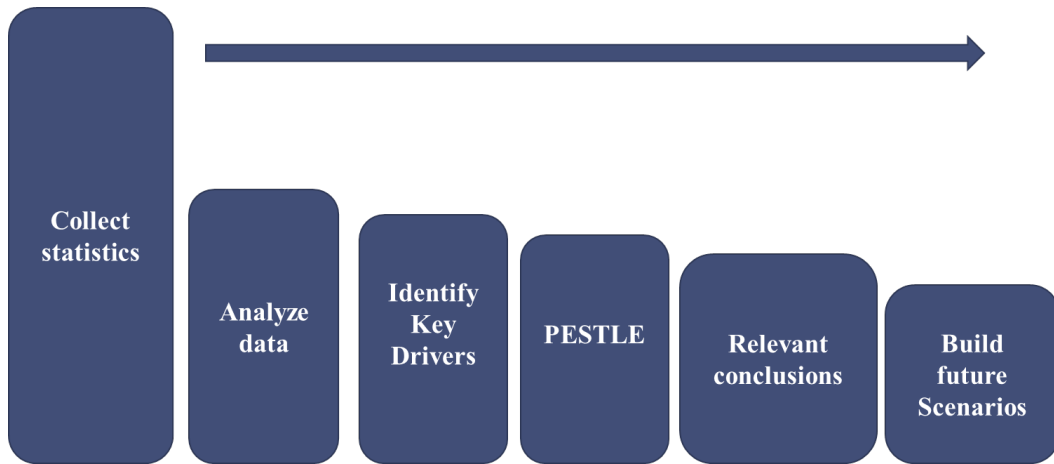 Collect
statistics
Analyze
data
Identify
Key
Drivers
PESTLE
Relevant
conclusions
Build
future
Scenarios